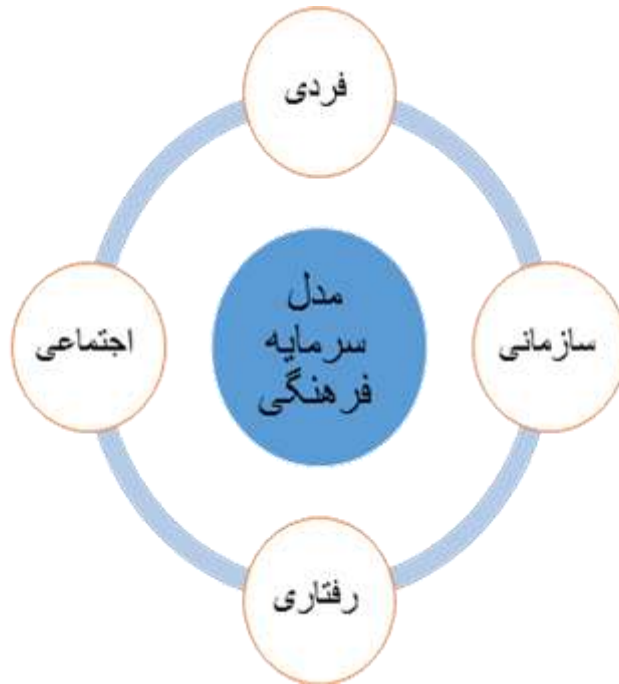 فردی
سازمانی
مدل
سرمایه
فرهنگی
اجتماعی
رفتاری